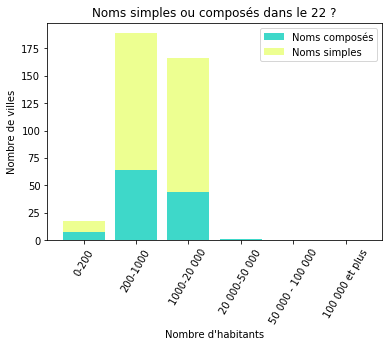 Noms simples ou composés dans le 22 ?
Noms composés
Noms simples
Nombre de villes
175
150
125
100
75
50
25
0
0-200
200-1000
1000-20 000
20 000-50 000
50 000 - 100 000
100 000 et plus
Nombre d'habitants